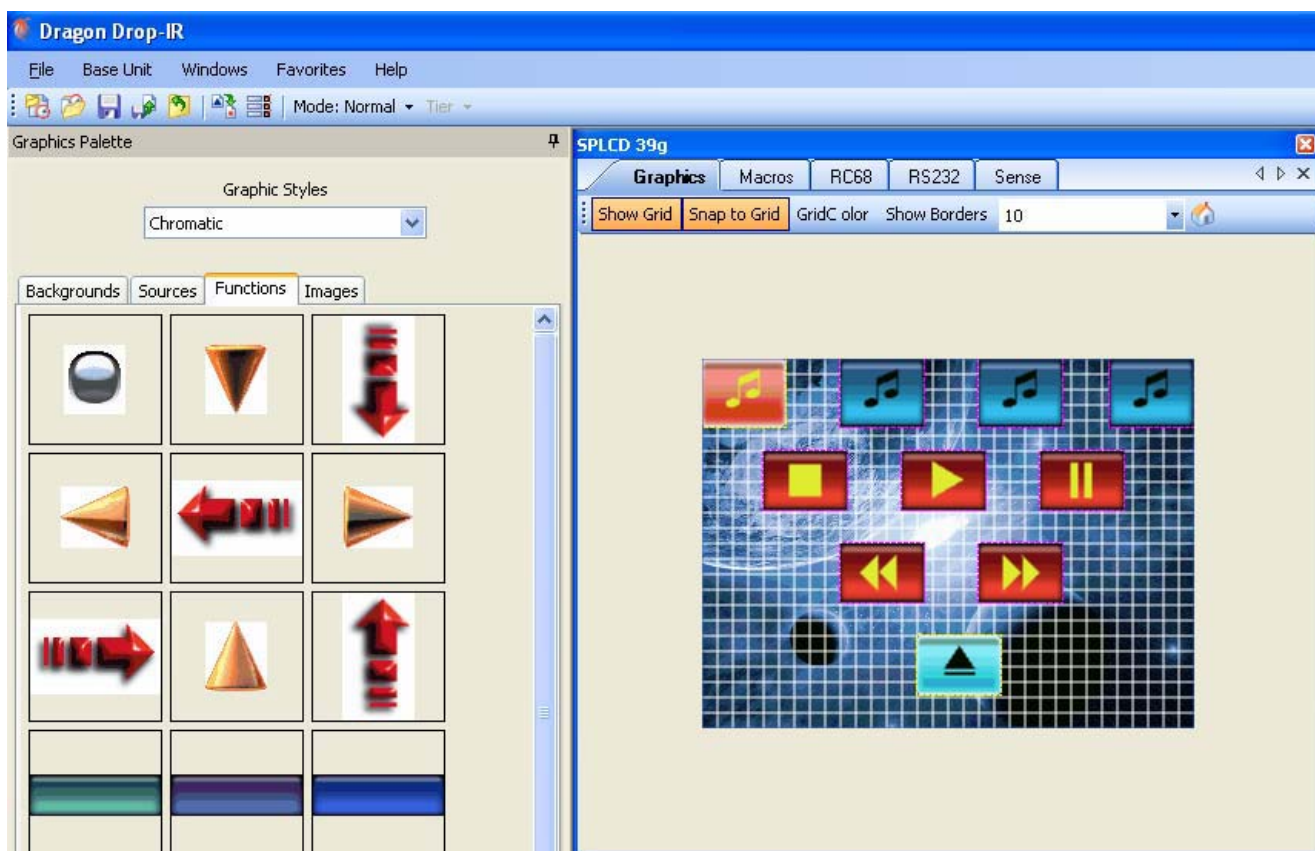 Dragon Drop-IR
File Base Unit Windows Favorites Help
Mode: Normal Tier
Graphics Palette
Graphic Styles
Chromatic
Backgrounds Sources Functions Images
SPLCD 39g
Graphics Macros RC68 RS232 Sense
Show Grid Snap to Grid GridC olor Show Borders 10